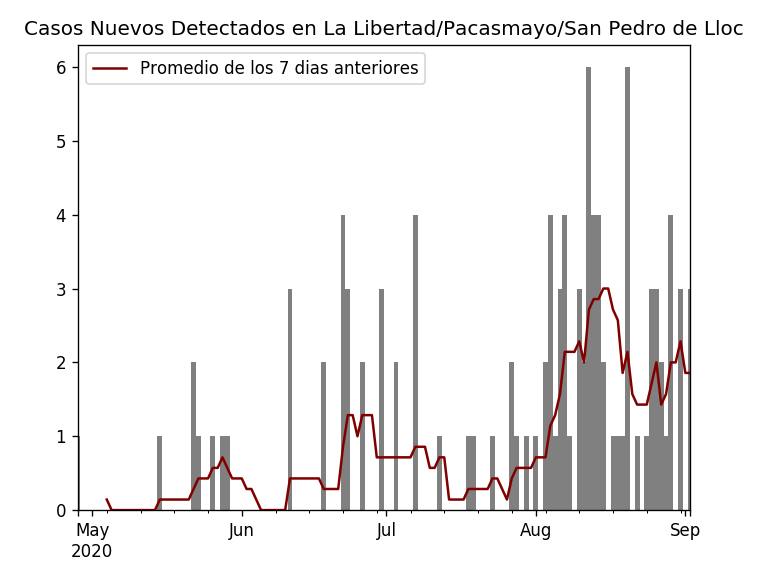 Casos Nuevos Detectados en La Libertad/Pacasmayo/San Pedro de Lloc
Promedio de los 7 dias anteriores
6
5
4
3
2
1
0
May Jun Jul Aug Sep
2020